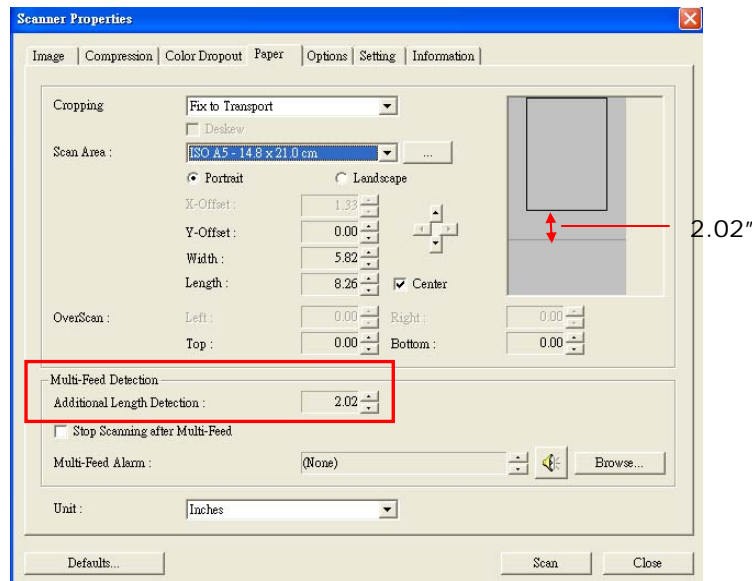 Scanner Properties
Image Compression Color Dropout Paper Options Setting Information
Cropping Fix to Transport
Deskew
Scan Area : ISO A5 - 14.8 x 21.0 cm ...
Portrait Landscape
X-Offset : 1.33
Y-Offset : 0.00
Width : 5.82
Length : 8.26 Center
2.02"
OverScan : Left : 0.00 Right : 0.00
Top : 0.00 Bottom : 0.00
Multi-Feed Detection
Additional Length Detection : 2.02
Stop Scanning after Multi-Feed
Multi-Feed Alarm : (None) Browse...
Unit : Inches
Defaults... Scan Close